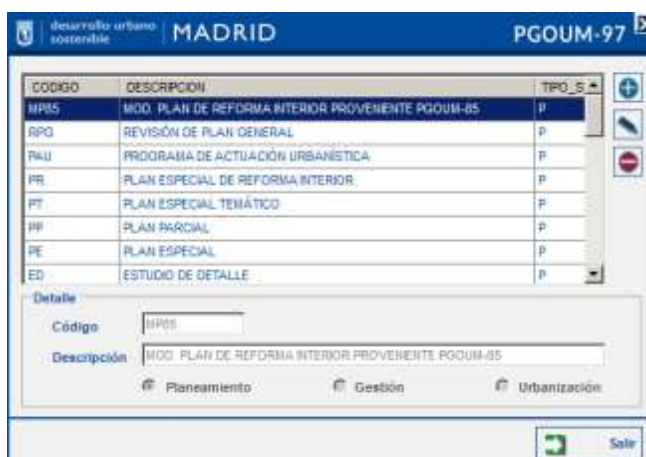 desarrollo urbano
sostenible
MADRID
PGOUM-97
CODIGO DESCRIPCION TIPO_S
MP85 MOD. PLAN DE REFORMA INTERIOR PROVENIENTE PGOUM-85 P
RPG REVISIÓN DE PLAN GENERAL P
PAU PROGRAMA DE ACTUACIÓN URBANÍSTICA P
PR PLAN ESPECIAL DE REFORMA INTERIOR P
PT PLAN ESPECIAL TEMÁTICO P
PP PLAN PARCIAL P
PE PLAN ESPECIAL P
ED ESTUDIO DE DETALLE P
Detalle
Código MP85
Descripción MOD. PLAN DE REFORMA INTERIOR PROVENIENTE PGOUM-85
Planeamiento Gestión Urbanización
Salir